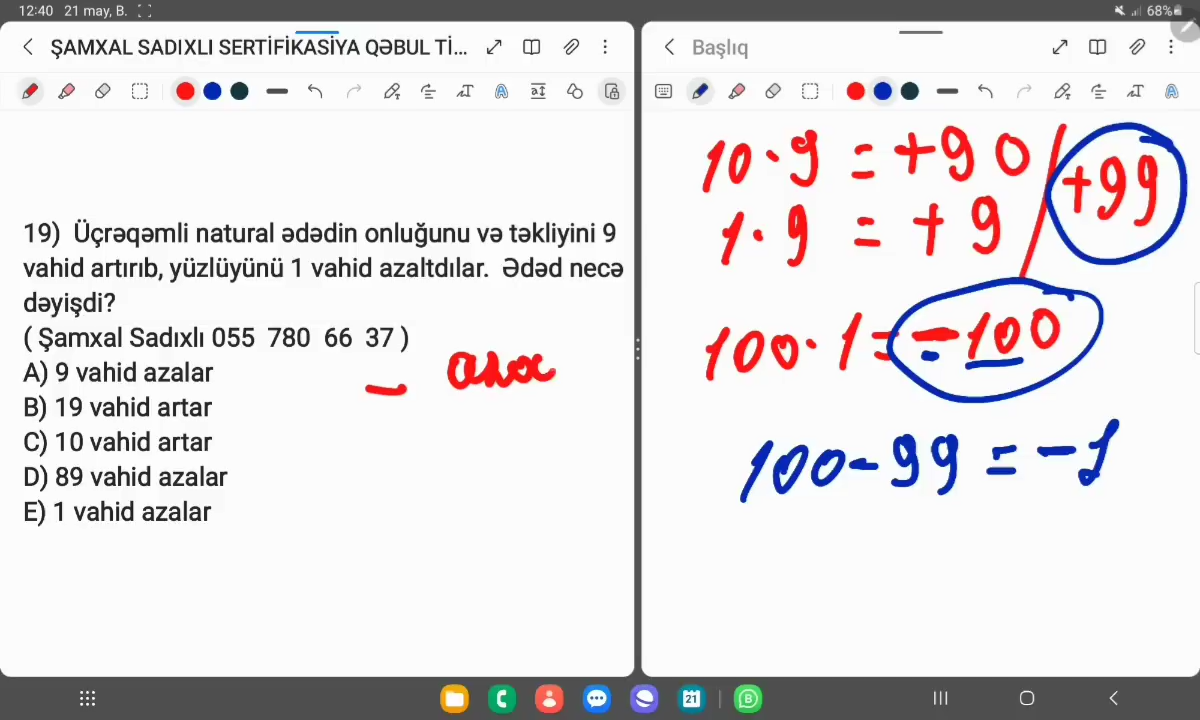 12:40 21 may, B. 68%
ŞAMXAL SADIXLI SERTİFİKASİYA QƏBUL Tİ...
Başlıq
19) Üçrəqəmli natural ədədin onluğunu və təkliyini 9
vahid artırıb, yüzlüyünü 1 vahid azaltdılar. Ədəd necə
dəyişdi?
( Şamxal Sadıxlı 055 780 66 37 )
A) 9 vahid azalar
B) 19 vahid artar
C) 10 vahid artar
D) 89 vahid azalar
E) 1 vahid azalar
10·9 = +90
+99
1·9 = +9
100·1 = -100
100-99 = -1
21